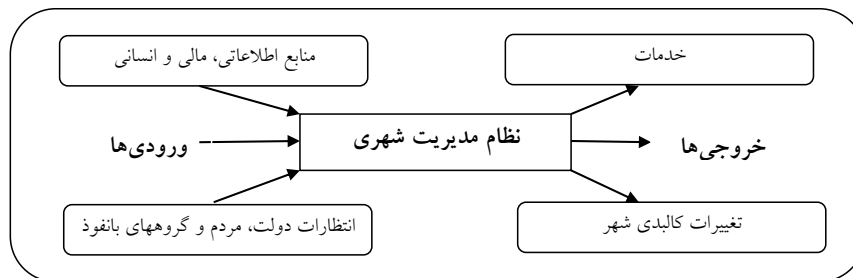 خدمات
منابع اطلاعاتی، مالی و انسانی
خروجی‌ها
نظام مدیریت شهری
ورودی‌ها
تغییرات کالبدی شهر
انتظارات دولت، مردم و گروههای بانفوذ